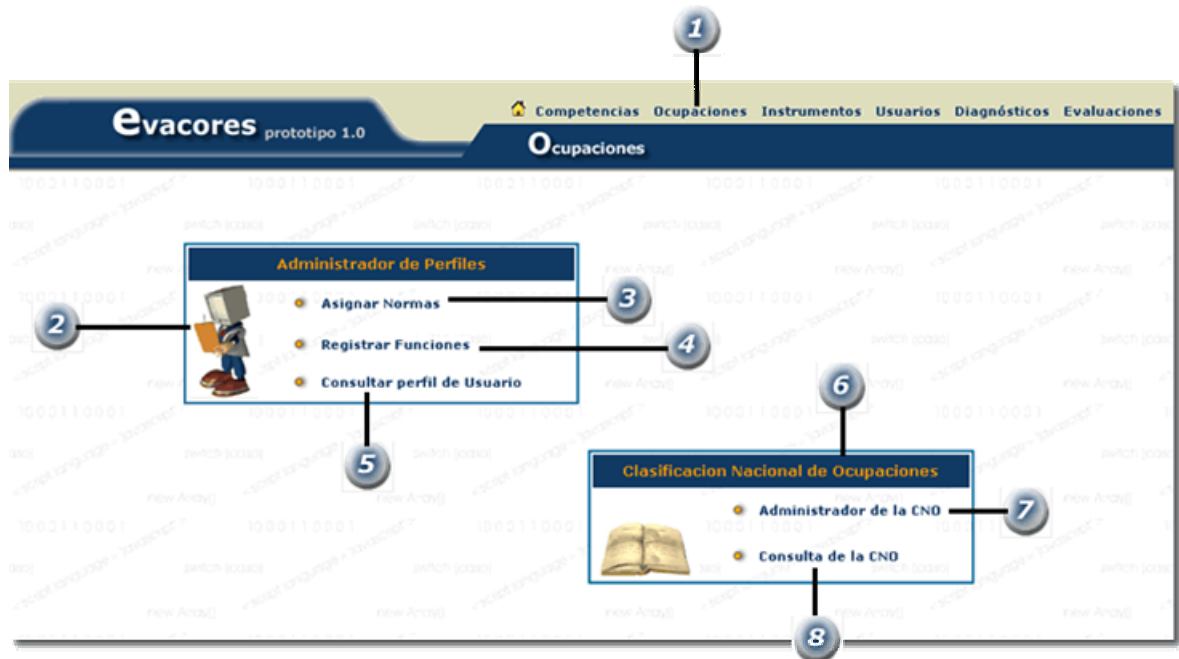 1
evacores prototipo 1.0
Competencias Ocupaciones Instrumentos Usuarios Diagnósticos Evaluaciones
Ocupaciones
Administrador de Perfiles
Asignar Normas
3
2
Registrar Funciones
4
Consultar perfil de Usuario
5
6
Clasificacion Nacional de Ocupaciones
Administrador de la CNO
7
Consulta de la CNO
8